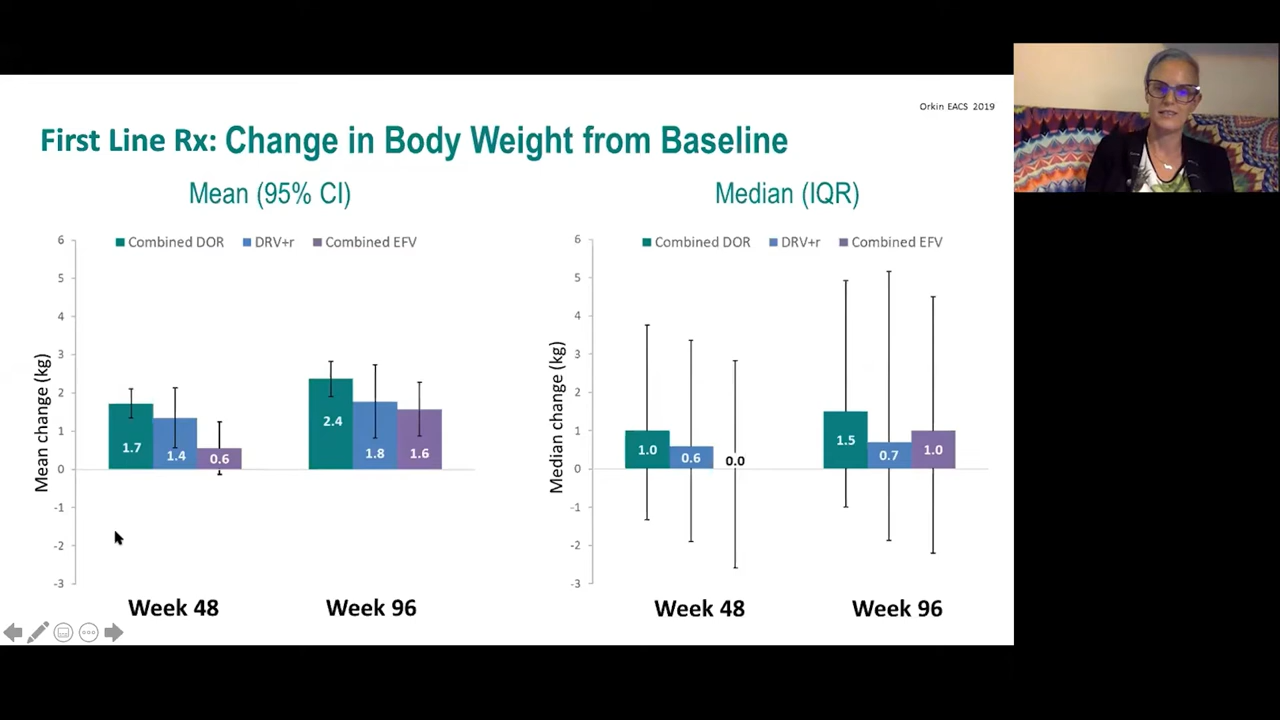 Orkin EACS 2019
First Line Rx: Change in Body Weight from Baseline
Mean (95% CI)
Combined DOR DRV+r Combined EFV
Mean change (kg)
6
5
4
3
2
1
0
-1
-2
-3
1.7 1.4 0.6
2.4 1.8 1.6
Week 48 Week 96
Median (IQR)
Combined DOR DRV+r Combined EFV
Median change (kg)
6
5
4
3
2
1
0
-1
-2
-3
1.0 0.6 0.0
1.5 0.7 1.0
Week 48 Week 96